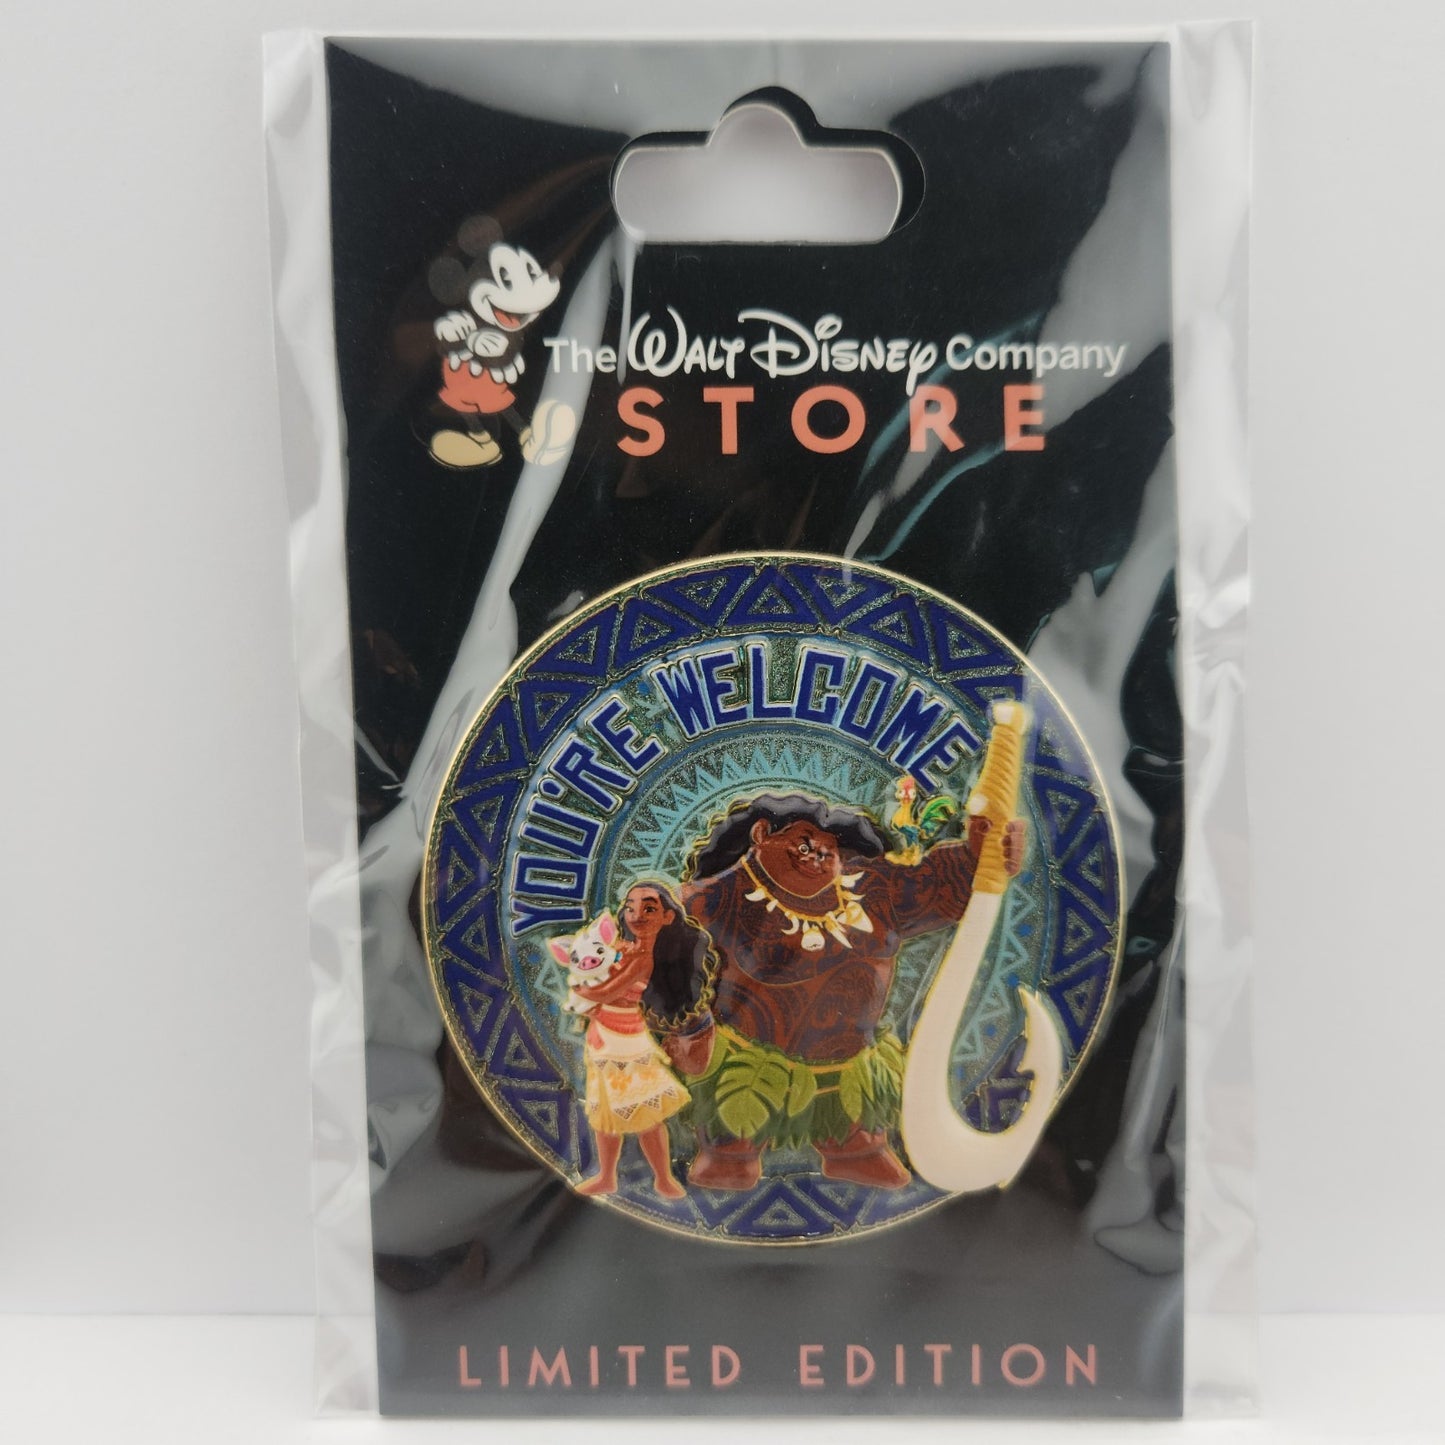 The WALT DISNEY Company
STORE
YOU'RE WELCOME
LIMITED EDITION